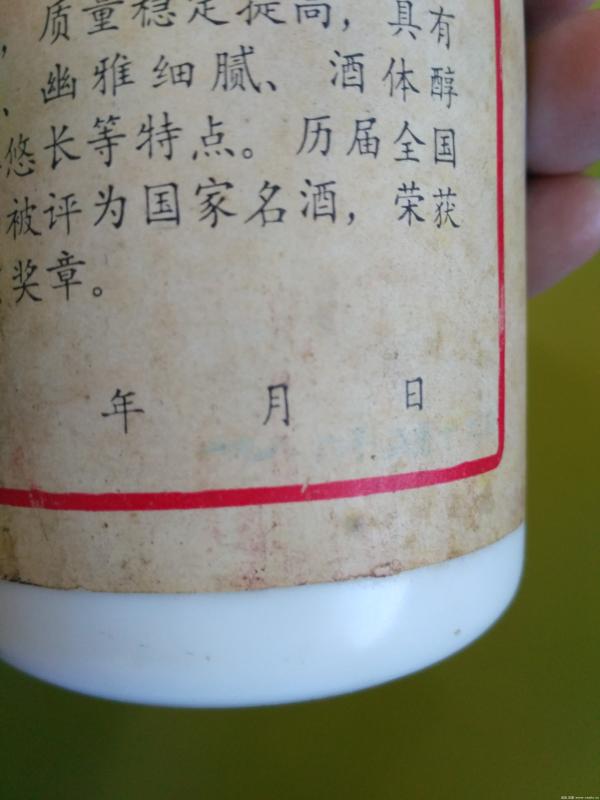 ，质量稳定提高，具有
、幽雅细腻、酒体醇
悠长等特点。历届全国
被评为国家名酒，荣获
奖章。
年 月 日